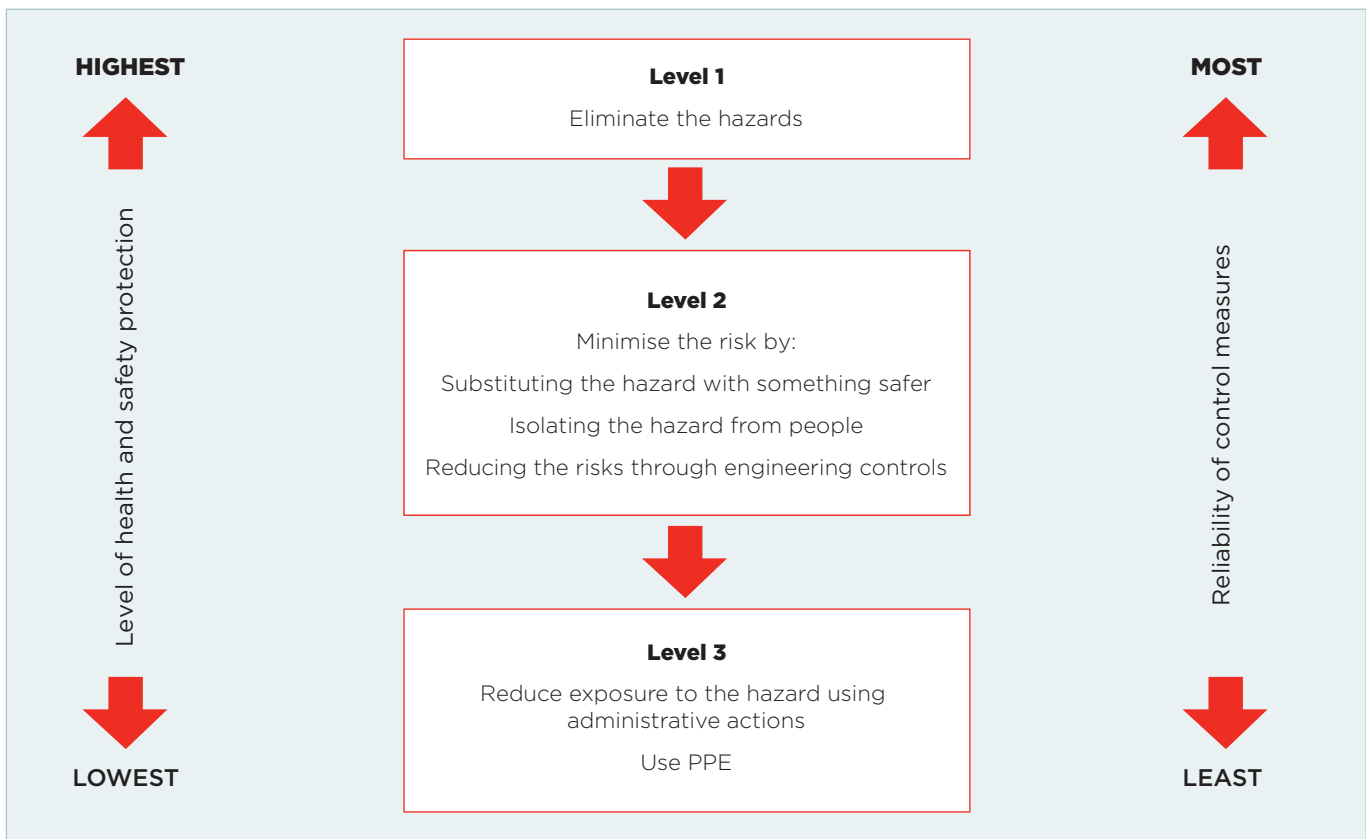 HIGHEST
Level of health and safety protection
LOWEST
Level 1
Eliminate the hazards
Level 2
Minimise the risk by:
Substituting the hazard with something safer
Isolating the hazard from people
Reducing the risks through engineering controls
Level 3
Reduce exposure to the hazard using
administrative actions
Use PPE
MOST
Reliability of control measures
LEAST